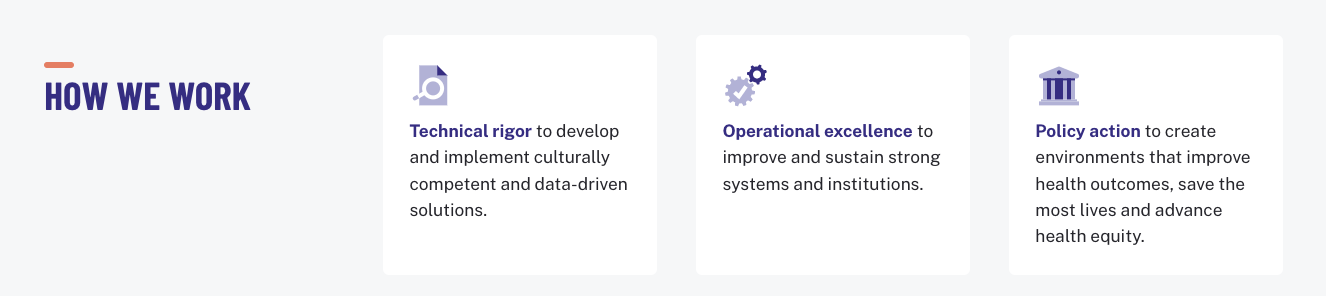 HOW WE WORK
Technical rigor to develop
and implement culturally
competent and data-driven
solutions.
Operational excellence to
improve and sustain strong
systems and institutions.
Policy action to create
environments that improve
health outcomes, save the
most lives and advance
health equity.